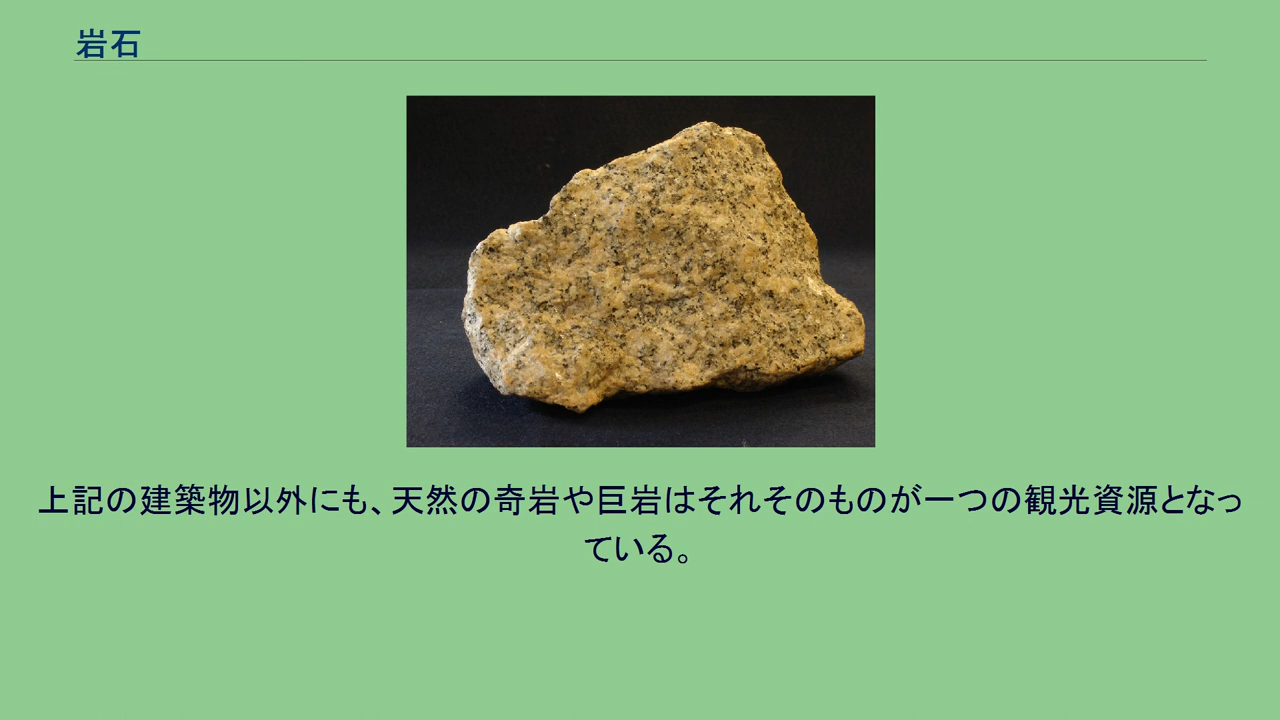 岩石
上記の建築物以外にも、天然の奇岩や巨岩はそれそのものが一つの観光資源となっ
ている。